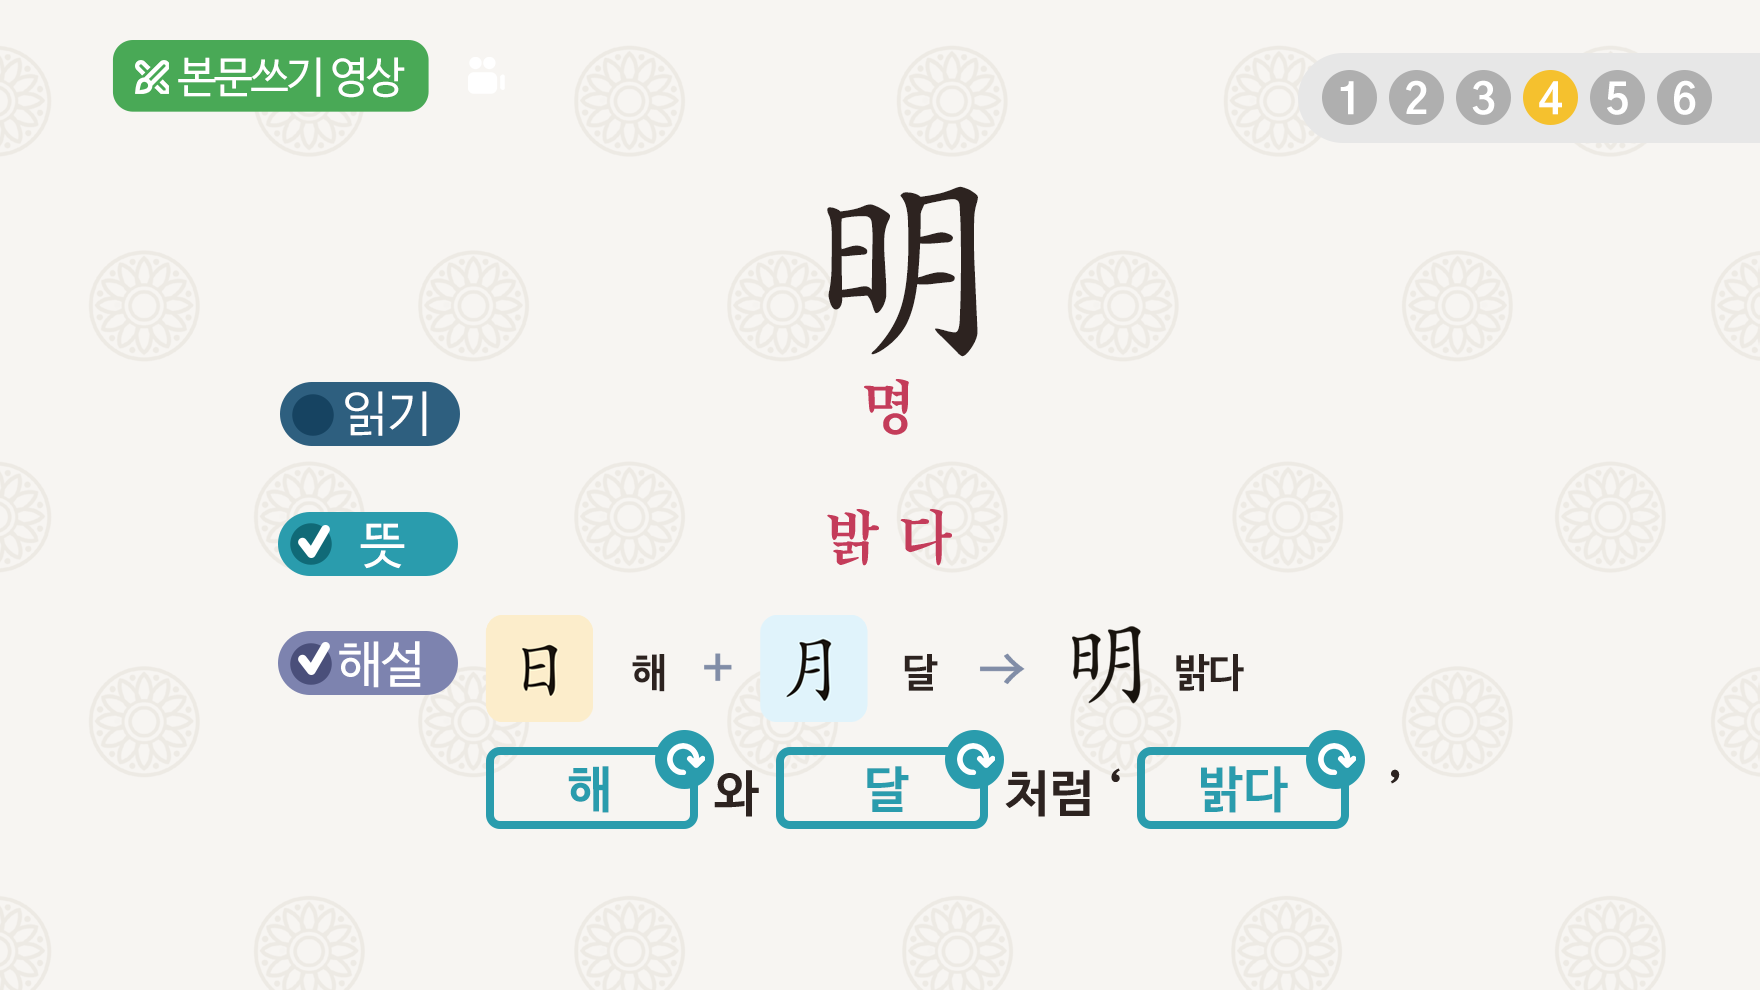 본문쓰기 영상
1 2 3 4 5 6
明
읽기 명
뜻 밝 다
해설 日 해 + 月 달 → 明 밝다
해 와 달 처럼 ‘ 밝다 ’